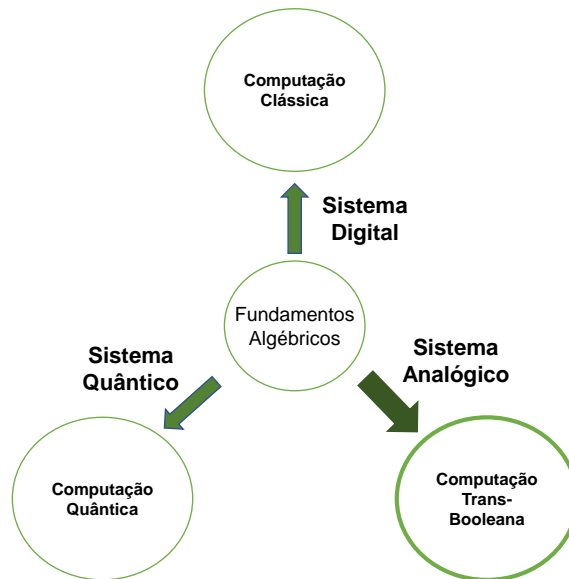 Computação
Clássica
Sistema
Digital
Fundamentos
Algébricos
Sistema
Quântico
Sistema
Analógico
Computação
Quântica
Computação
Trans-
Booleana